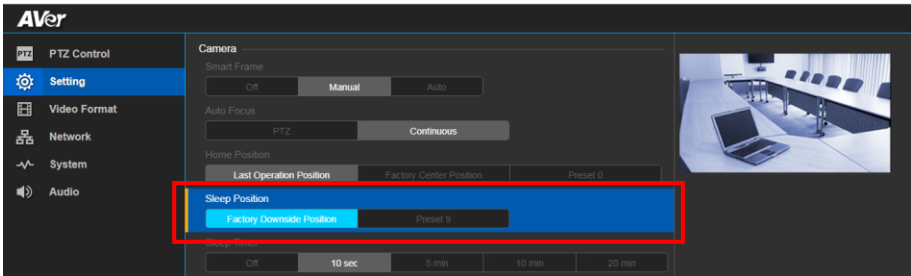 AVer
PTZ PTZ Control
Setting
Video Format
Network
System
Audio
Camera
Smart Frame
Off Manual Auto
Auto Focus
PTZ Continuous
Home Position
Last Operation Position Factory Center Position Preset 0
Sleep Position
Factory Downside Position Preset 9
Sleep Timer
Off 10 sec 5 min 10 min 20 min